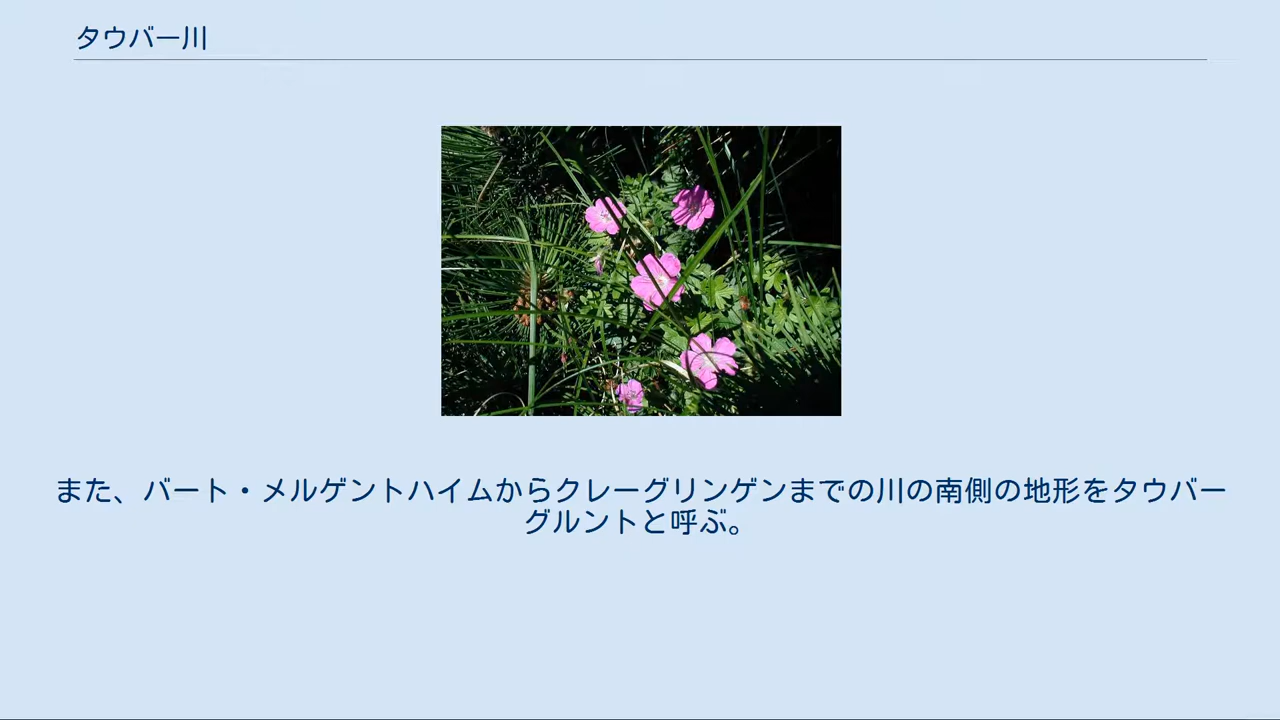 タウバー川
また、バート・メルゲントハイムからクレーグリンゲンまでの川の南側の地形をタウバー
グルントと呼ぶ。